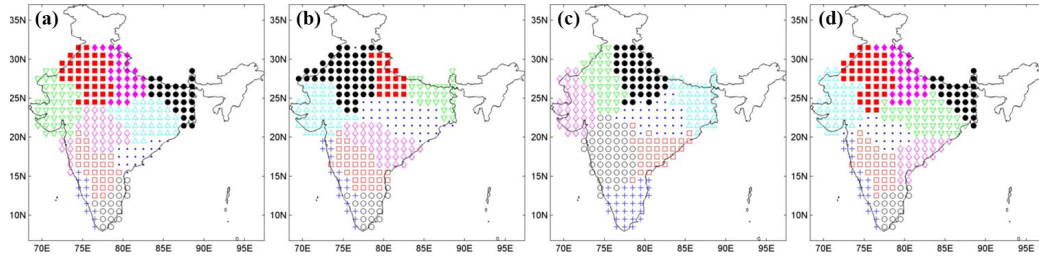 (a) (b) (c) (d)
35N 35N 35N 35N
30N 30N 30N 30N
25N 25N 25N 25N
20N 20N 20N 20N
15N 15N 15N 15N
10N 10N 10N 10N
70E 75E 80E 85E 90E 95E 70E 75E 80E 85E 90E 95E 70E 75E 80E 85E 90E 95E 70E 75E 80E 85E 90E 95E